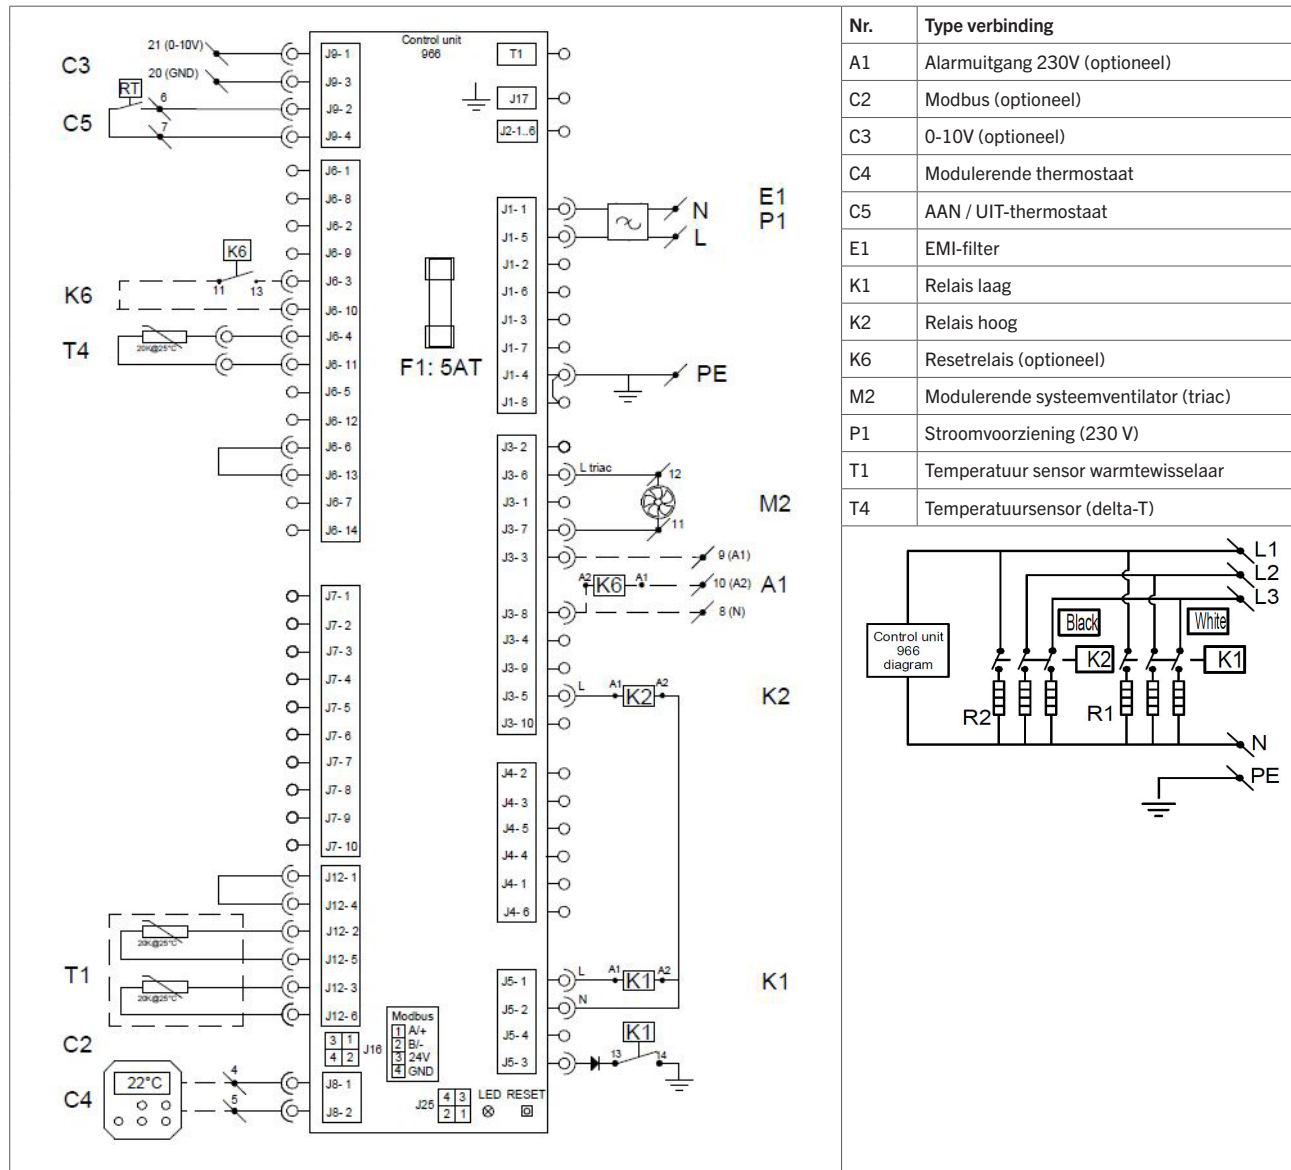 Control unit
966
C3
21 (0-10V)
20 (GND)
RT
6
C5
7
J9- 1
J9- 3
J9- 2
J9- 4
J6- 1
J6- 8
J6- 2
J6- 9
J6- 3
J6- 10
J6- 4
J6- 11
J6- 5
J6- 12
J6- 6
J6- 13
J6- 7
J6- 14
K6
K6
11
13
T4
20K@25°C
J7- 1
J7- 2
J7- 3
J7- 4
J7- 5
J7- 6
J7- 7
J7- 8
J7- 9
J7- 10
J12- 1
J12- 4
J12- 2
J12- 5
J12- 3
J12- 6
T1
20K@25°C
20K@25°C
C2
3 1
4 2
J16
Modbus
1 A/+
2 B/-
3 24V
4 GND
C4
22°C
4
5
J8- 1
J8- 2
J25
4 3
2 1
LED RESET
F1: 5AT
T1
J17
J2-1..6
J1- 1
J1- 5
J1- 2
J1- 6
J1- 3
J1- 7
J1- 4
J1- 8
N
L
E1
P1
PE
J3- 2
J3- 6
J3- 1
J3- 7
J3- 3
J3- 8
J3- 4
J3- 9
J3- 5
J3- 10
L triac
12
11
M2
9 (A1)
A2
K6
A1
10 (A2)
A1
8 (N)
L
A1
K2
A2
K2
J4- 2
J4- 3
J4- 5
J4- 4
J4- 1
J4- 6
J5- 1
J5- 2
J5- 4
J5- 3
L
A1
K1
A2
K1
N
K1
13
14
Nr. Type verbinding
A1 Alarmuitgang 230V (optioneel)
C2 Modbus (optioneel)
C3 0-10V (optioneel)
C4 Modulerende thermostaat
C5 AAN / UIT-thermostaat
E1 EMI-filter
K1 Relais laag
K2 Relais hoog
K6 Resetrelais (optioneel)
M2 Modulerende systeemventilator (triac)
P1 Stroomvoorziening (230 V)
T1 Temperatuur sensor warmtewisselaar
T4 Temperatuursensor (delta-T)
L1
L2
L3
Black
White
Control unit
966
diagram
K2
K1
R2
R1
N
PE